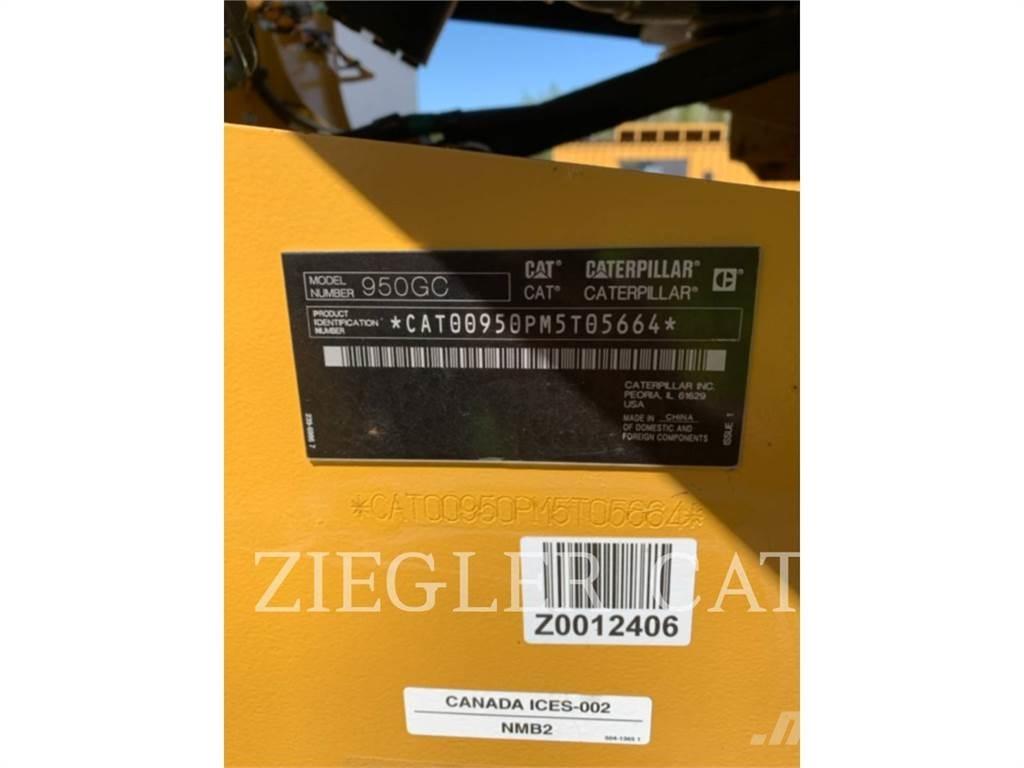 MODEL NUMBER 950GC
CAT® CATERPILLAR® C®
CAT® CATERPILLAR®
PRODUCT
IDENTIFICATION
NUMBER
*CAT00950PM5T05664*
CATERPILLAR INC.
PEORIA, IL 61629
USA
MADE IN CHINA
OF DOMESTIC AND
FOREIGN COMPONENTS
ISSUE 1
*CAT00950PM5T05664*
ZIEGLER CAT
Z0012406
CANADA ICES-002
NMB2